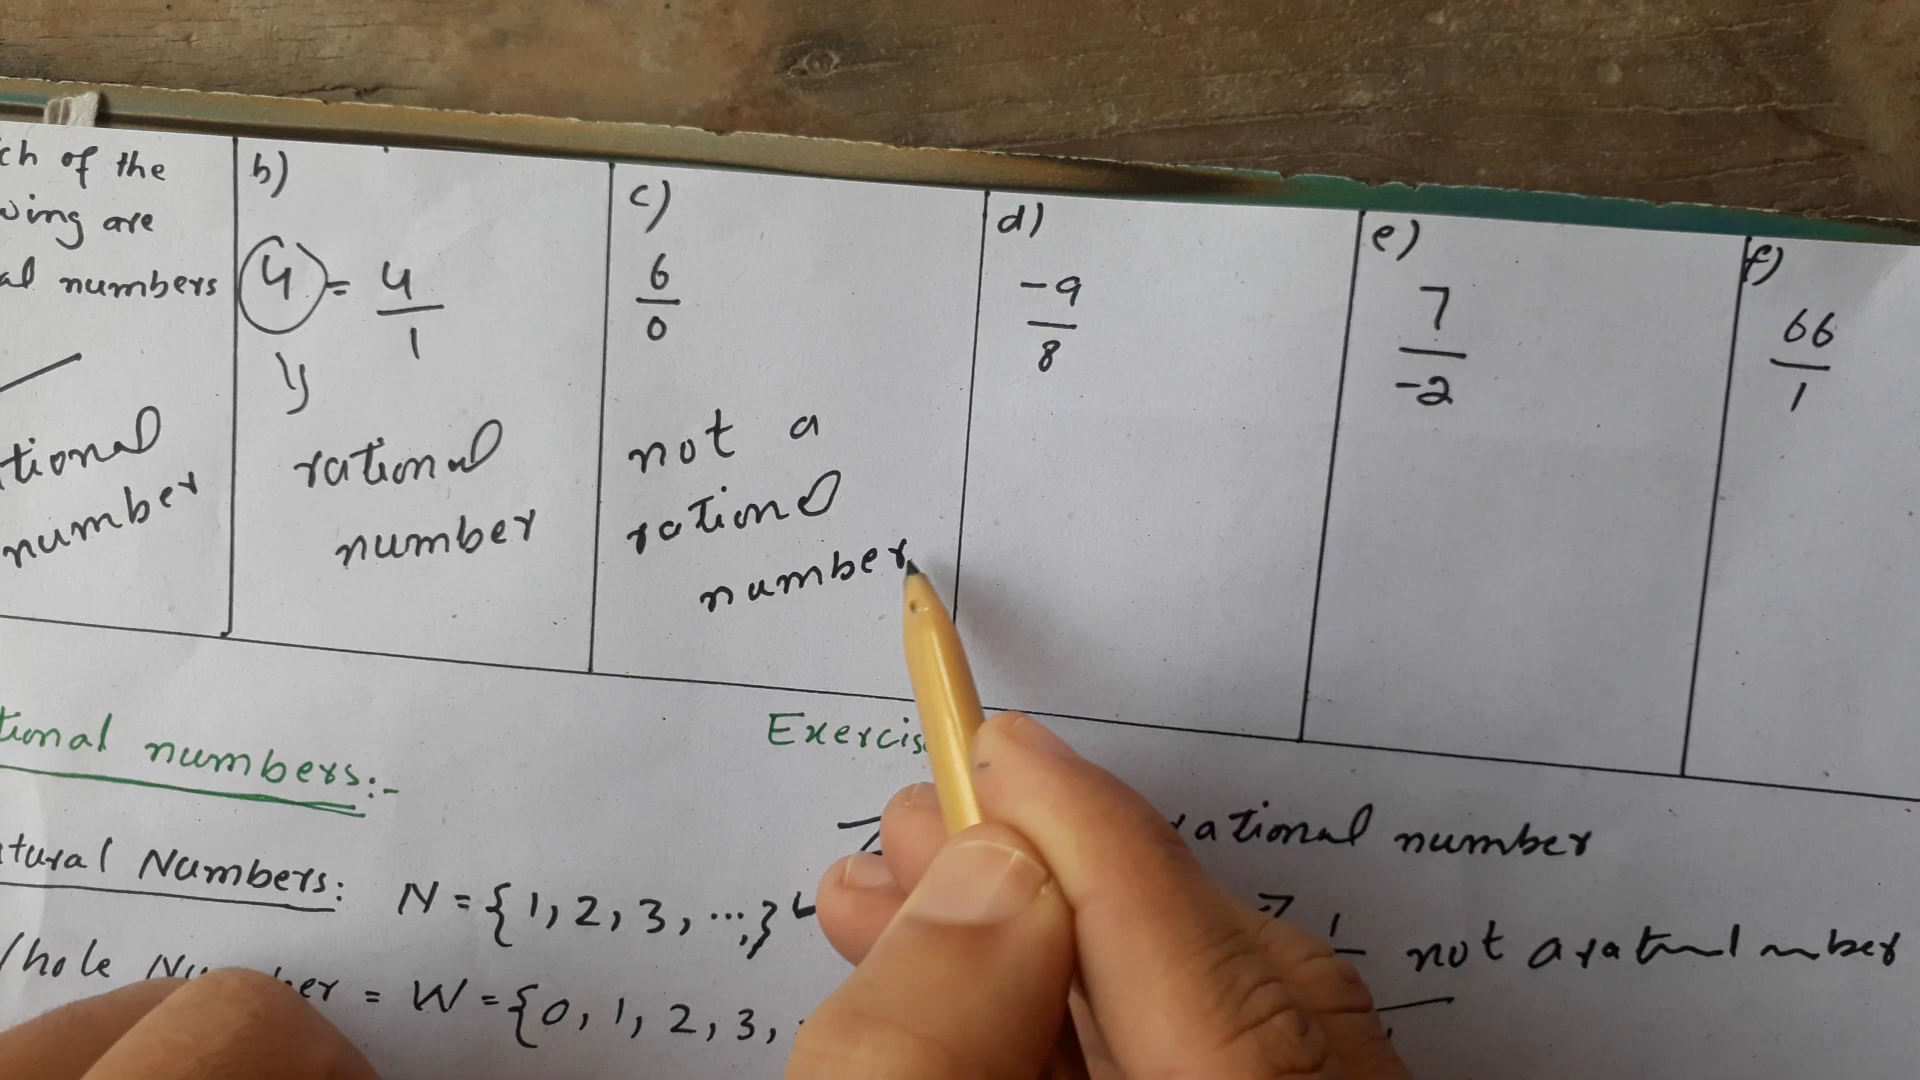 ch of the
wing are
al numbers
tional
number
b)
4 = 4/1
rational
number
c)
6/0
not a
rational
number
d)
-9/8
e)
7/-2
f)
66/1
tional numbers:-
Exercis
rational number
tural Numbers: N = {1, 2, 3, ...,}
not a number
hole = W = {0, 1, 2, 3,